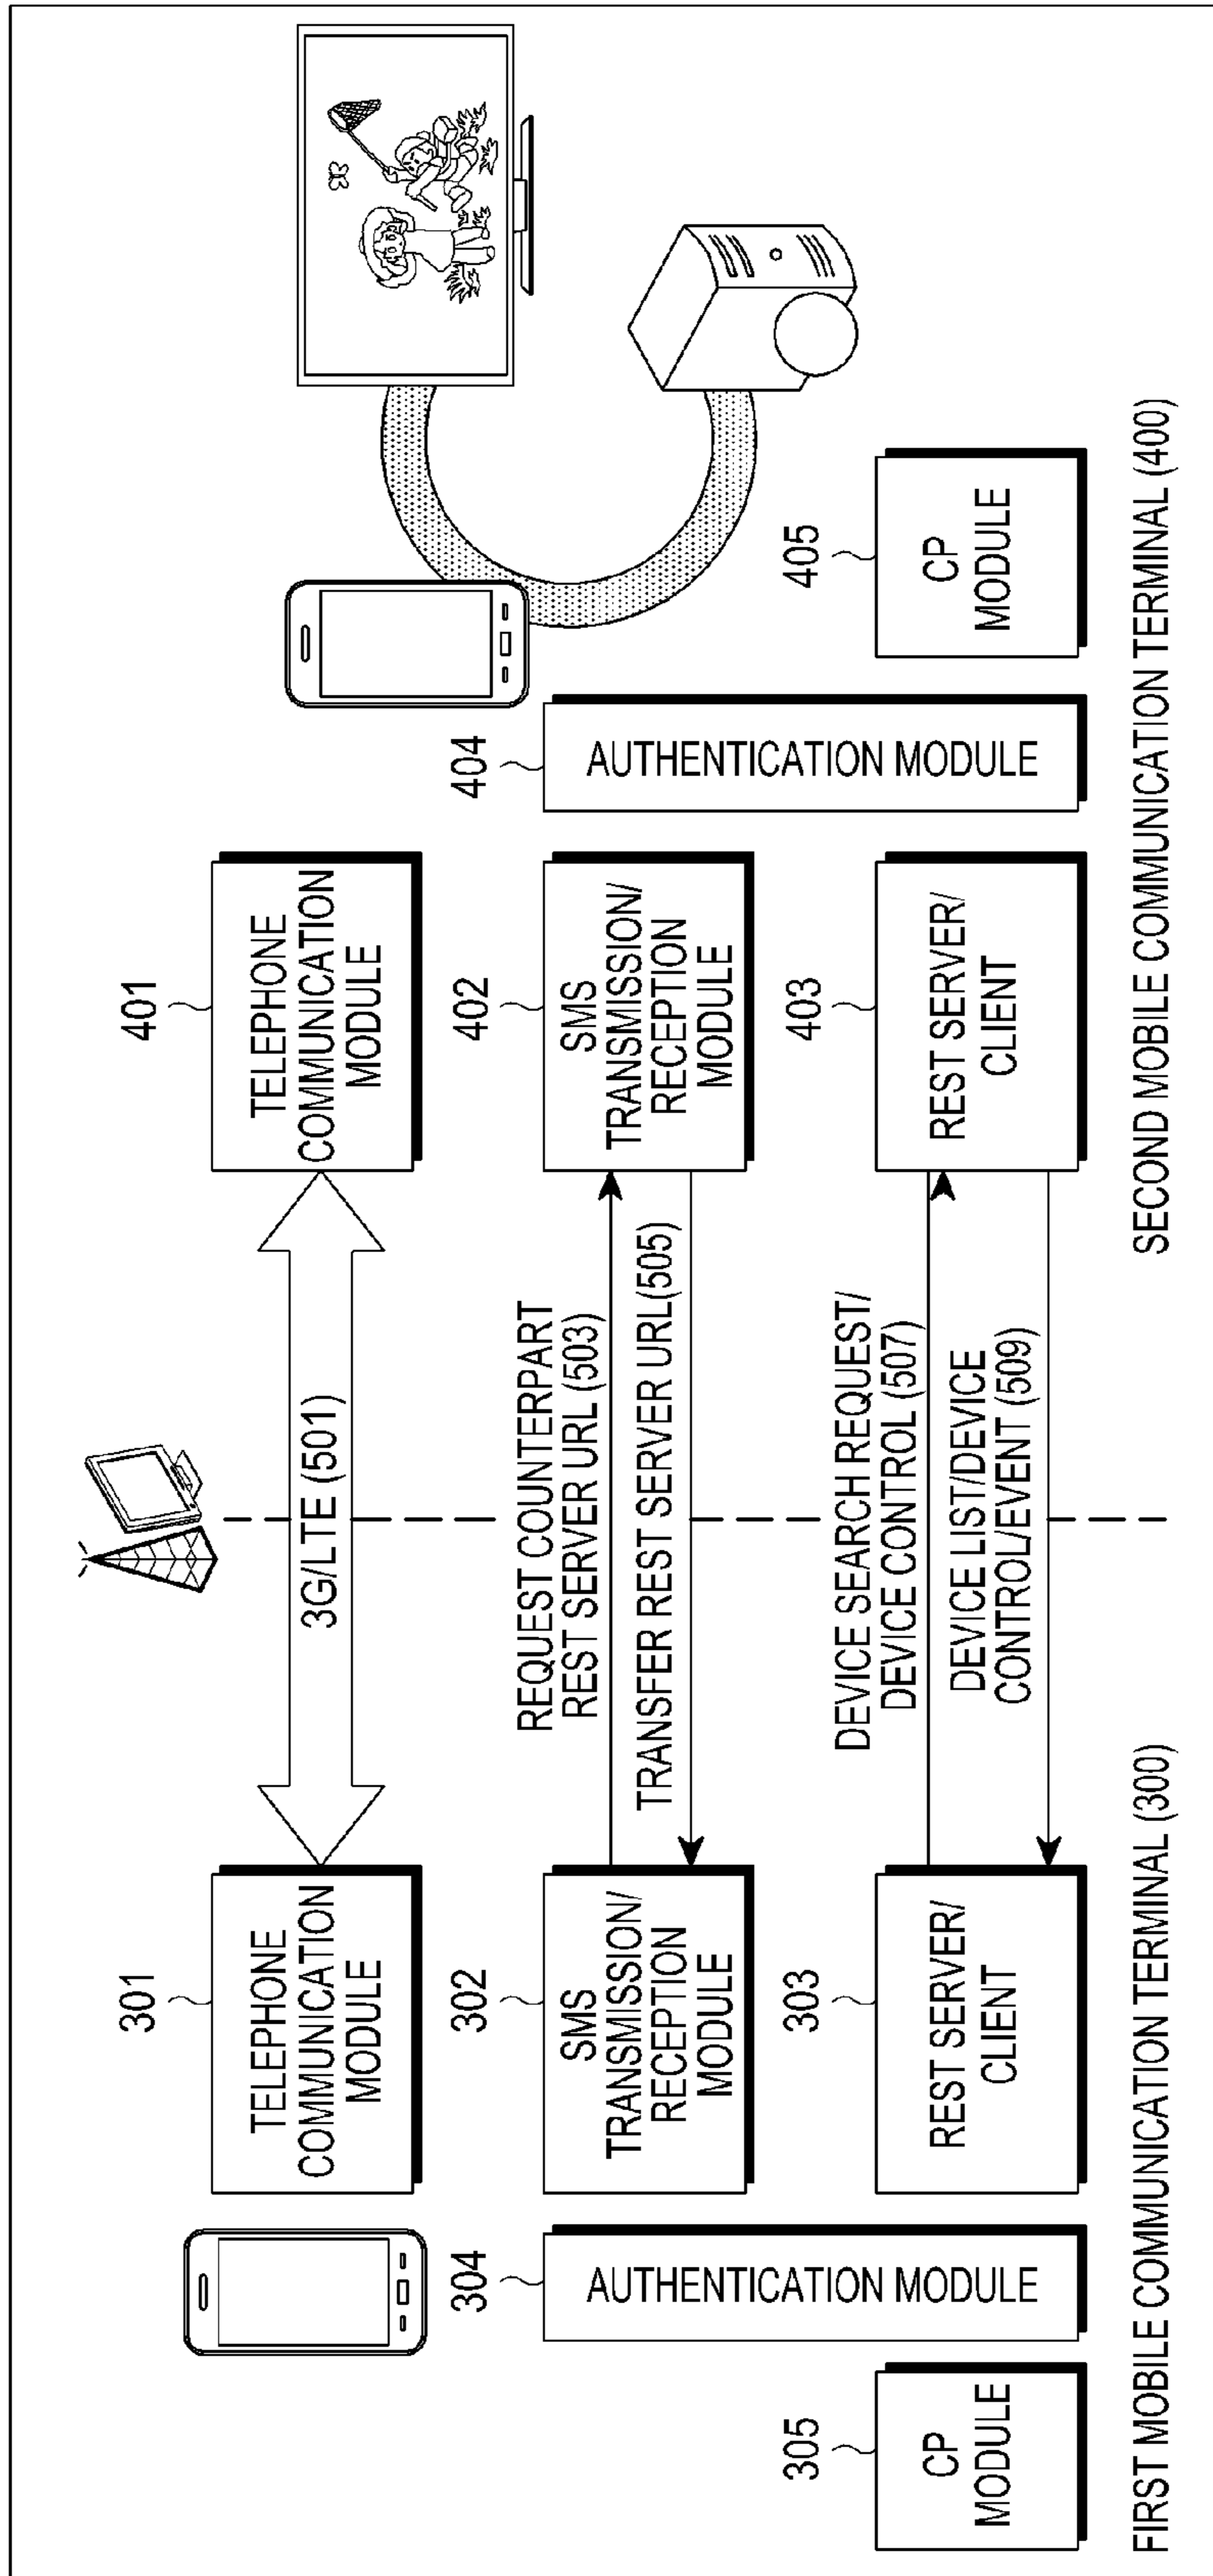 301
TELEPHONE
COMMUNICATION
MODULE
3G/LTE (501)
401
TELEPHONE
COMMUNICATION
MODULE
302
SMS
TRANSMISSION/
RECEPTION
MODULE
REQUEST COUNTERPART
REST SERVER URL (503)
TRANSFER REST SERVER URL(505)
402
SMS
TRANSMISSION/
RECEPTION
MODULE
304
AUTHENTICATION MODULE
404
AUTHENTICATION MODULE
305
CP
MODULE
303
REST SERVER/
CLIENT
DEVICE SEARCH REQUEST/
DEVICE CONTROL (507)
DEVICE LIST/DEVICE
CONTROL/EVENT (509)
403
REST SERVER/
CLIENT
405
CP
MODULE
FIRST MOBILE COMMUNICATION TERMINAL (300)
SECOND MOBILE COMMUNICATION TERMINAL (400)